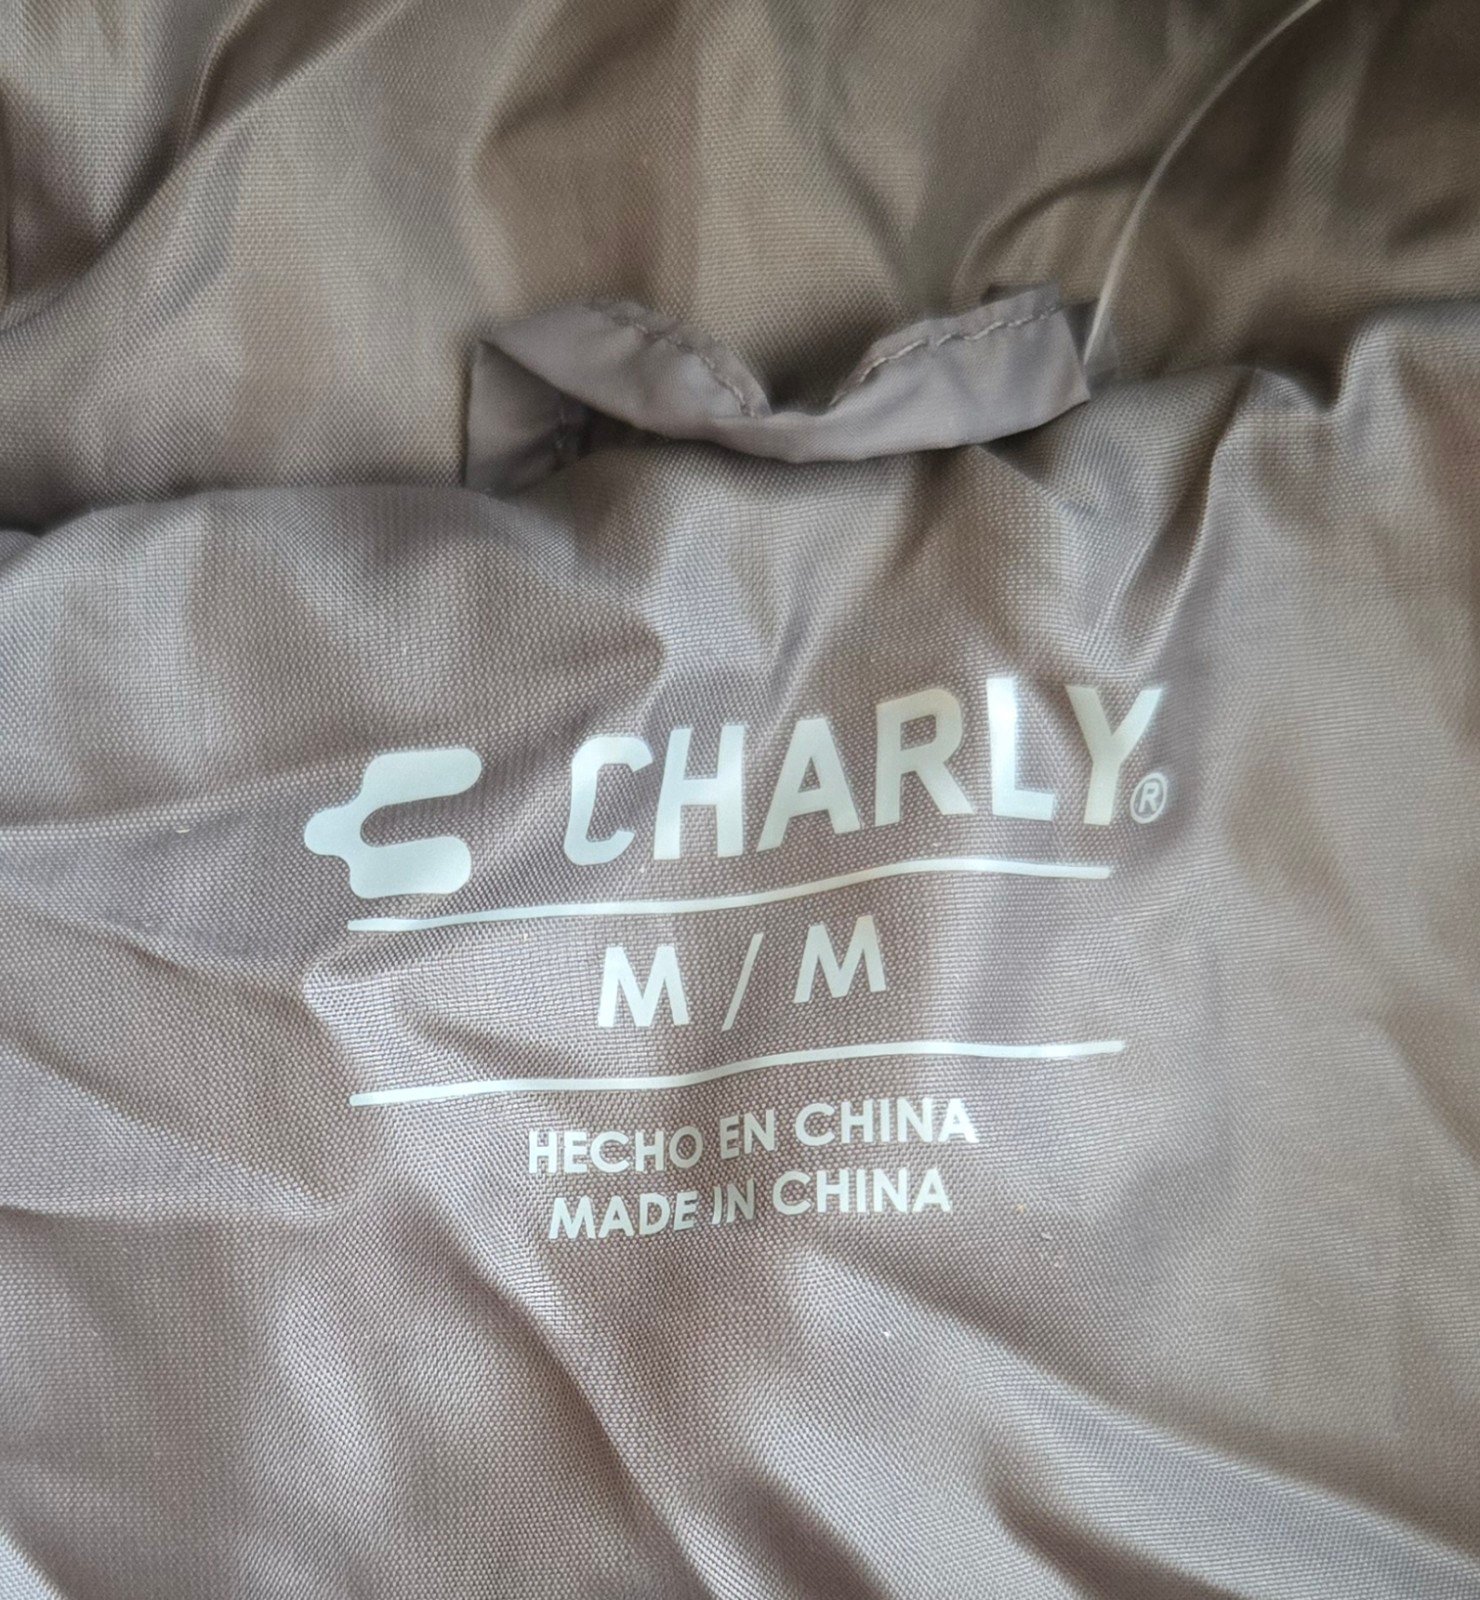 CHARLY®
M / M
HECHO EN CHINA
MADE IN CHINA